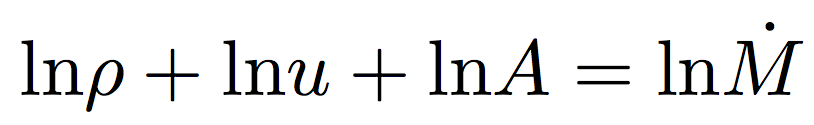 lnρ + lnu + lnA = lnṀ